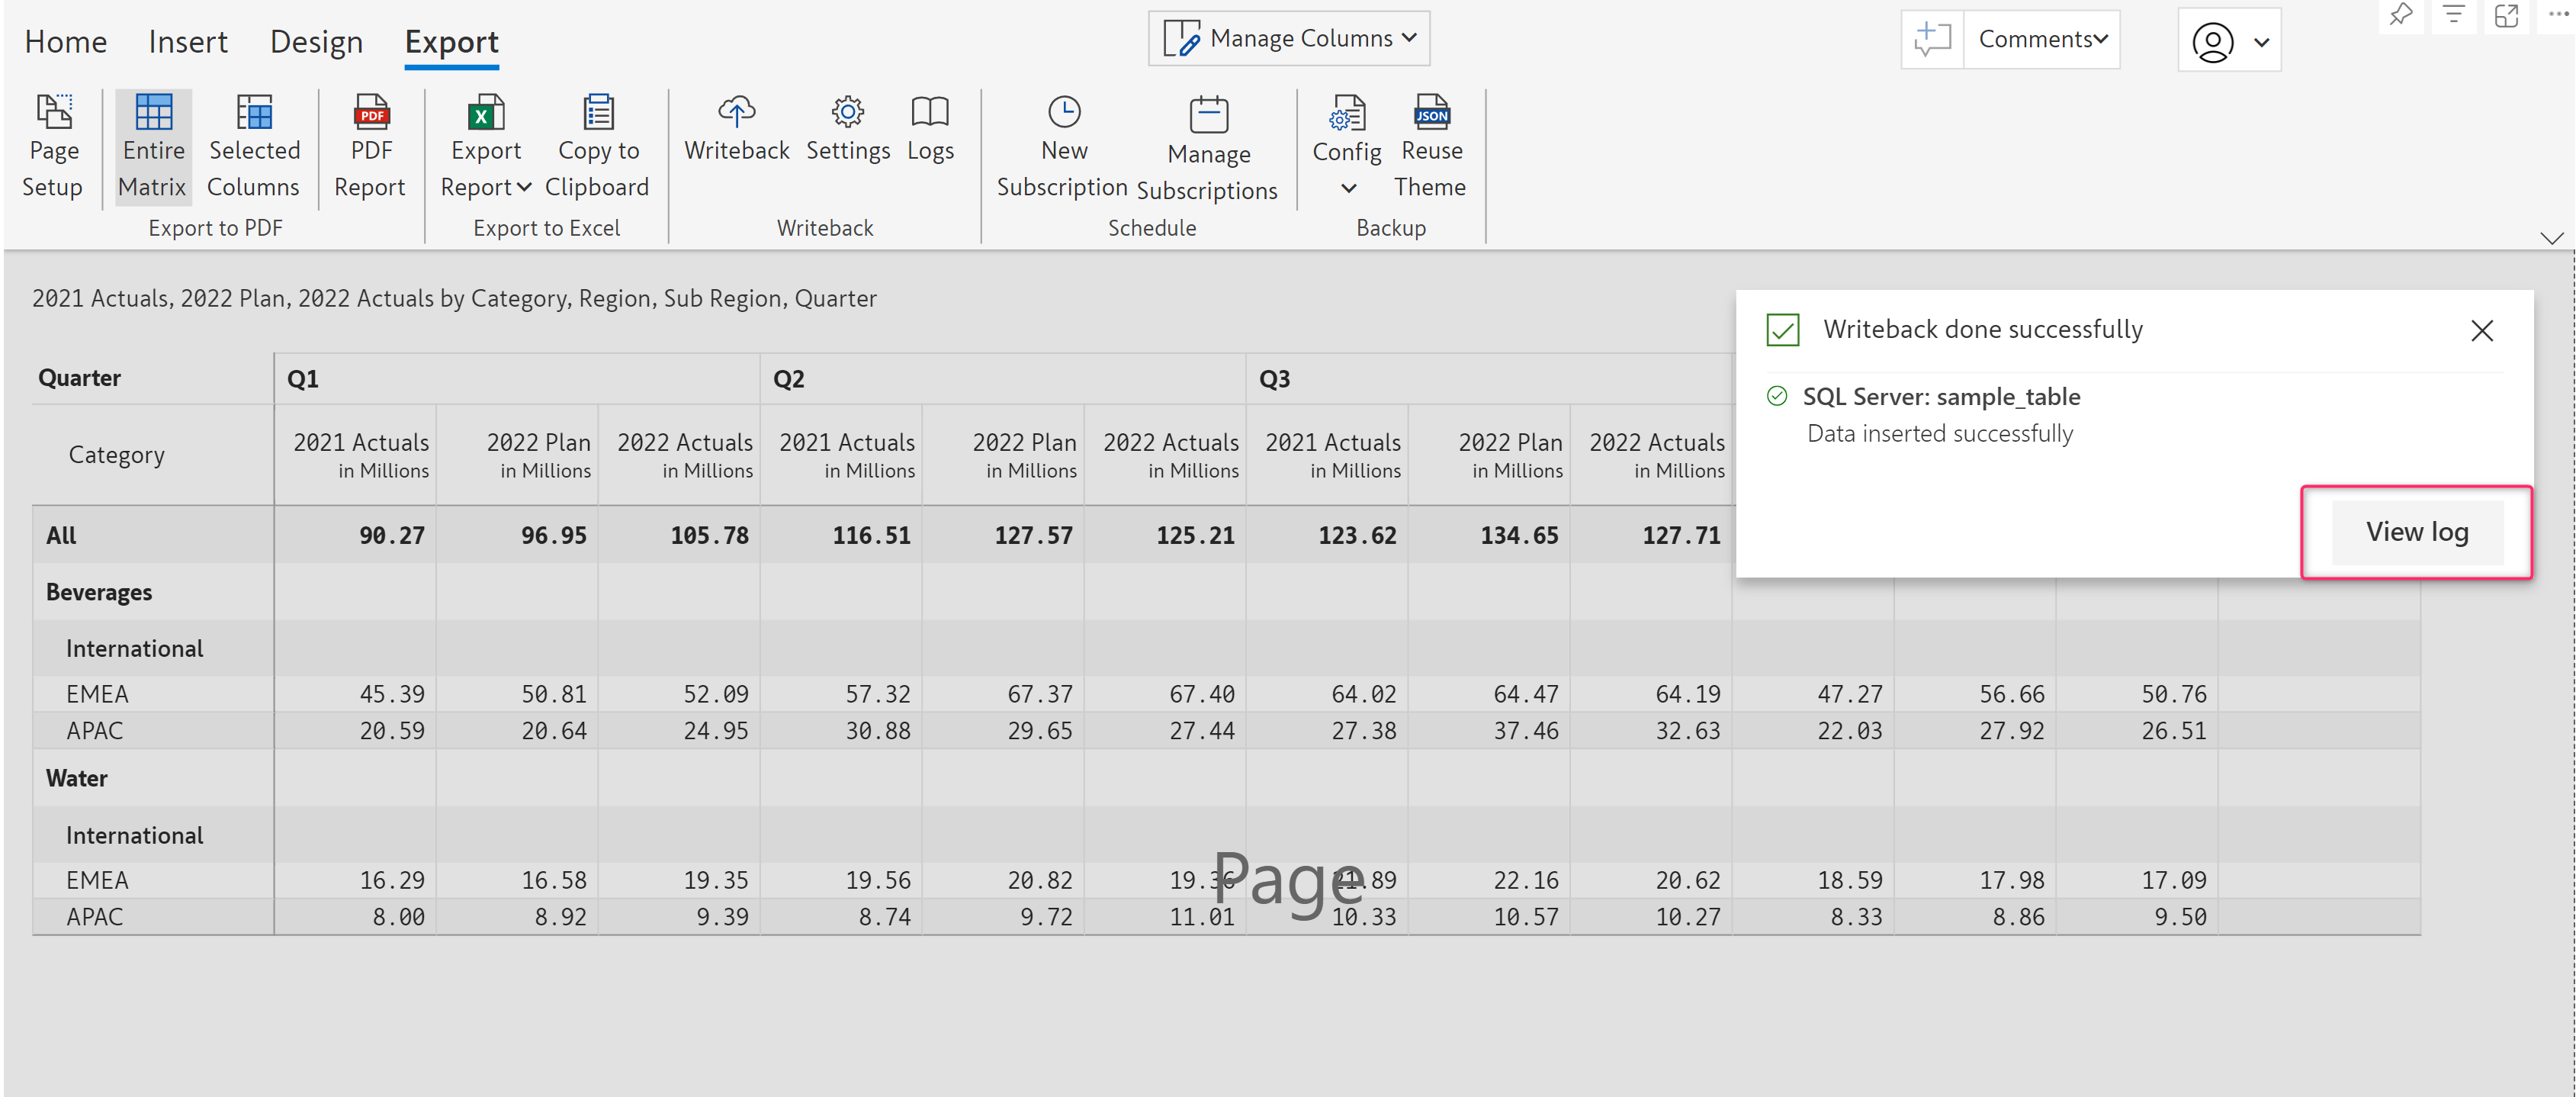 Home Insert Design Export Manage Columns Comments
Page Setup Entire Matrix Selected Columns PDF Report Export Report Copy to Clipboard Writeback Settings Logs New Subscription Manage Subscriptions Config JSON Reuse Theme
Export to PDF Export to Excel Writeback Schedule Backup
2021 Actuals, 2022 Plan, 2022 Actuals by Category, Region, Sub Region, Quarter
Writeback done successfully
SQL Server: sample_table
Data inserted successfully
View log
Quarter Q1 Q2 Q3
Category 2021 Actuals 2022 Plan 2022 Actuals 2021 Actuals 2022 Plan 2022 Actuals 2021 Actuals 2022 Plan 2022 Actuals
in Millions in Millions in Millions in Millions in Millions in Millions in Millions in Millions in Millions
All 90.27 96.95 105.78 116.51 127.57 125.21 123.62 134.65 127.71
Beverages
International
EMEA 45.39 50.81 52.09 57.32 67.37 67.40 64.02 64.47 64.19 47.27 56.66 50.76
APAC 20.59 20.64 24.95 30.88 29.65 27.44 27.38 37.46 32.63 22.03 27.92 26.51
Water
International
Page
EMEA 16.29 16.58 19.35 19.56 20.82 19.36 21.89 22.16 20.62 18.59 17.98 17.09
APAC 8.00 8.92 9.39 8.74 9.72 11.01 10.33 10.57 10.27 8.33 8.86 9.50